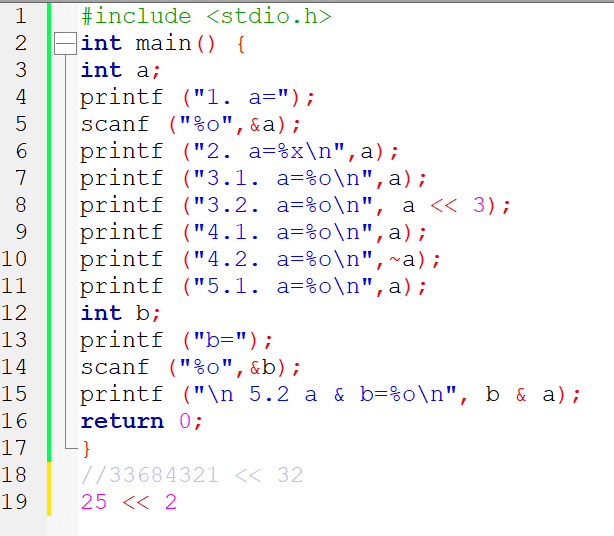 1 #include <stdio.h>
2 int main() {
3 int a;
4 printf ("1. a=");
5 scanf ("%o",&a);
6 printf ("2. a=%x\n",a);
7 printf ("3.1. a=%o\n",a);
8 printf ("3.2. a=%o\n", a << 3);
9 printf ("4.1. a=%o\n",a);
10 printf ("4.2. a=%o\n",~a);
11 printf ("5.1. a=%o\n",a);
12 int b;
13 printf ("b=");
14 scanf ("%o",&b);
15 printf ("\n 5.2 a & b=%o\n", b & a);
16 return 0;
17 }
18 //33684321 << 32
19 25 << 2